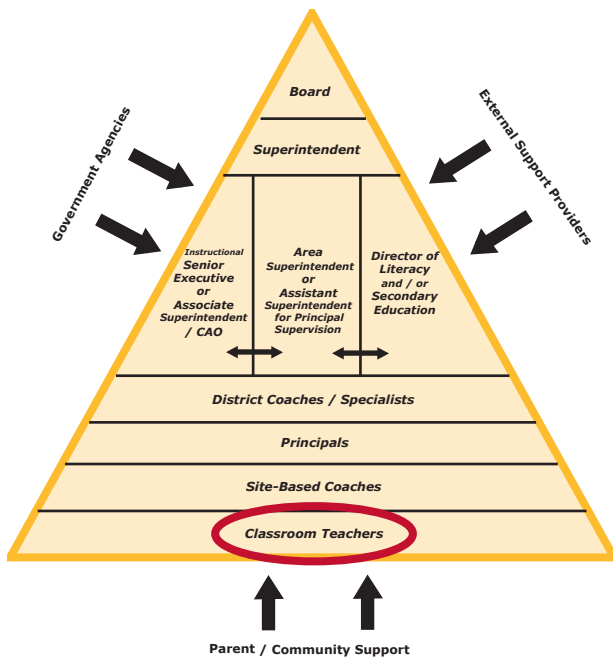 Board
Superintendent
Government Agencies
External Support Providers
Instructional
Senior
Executive
or
Associate
Superintendent
/ CAO
Area
Superintendent
or
Assistant
Superintendent
for Principal
Supervision
Director of
Literacy
and / or
Secondary
Education
District Coaches / Specialists
Principals
Site-Based Coaches
Classroom Teachers
Parent / Community Support